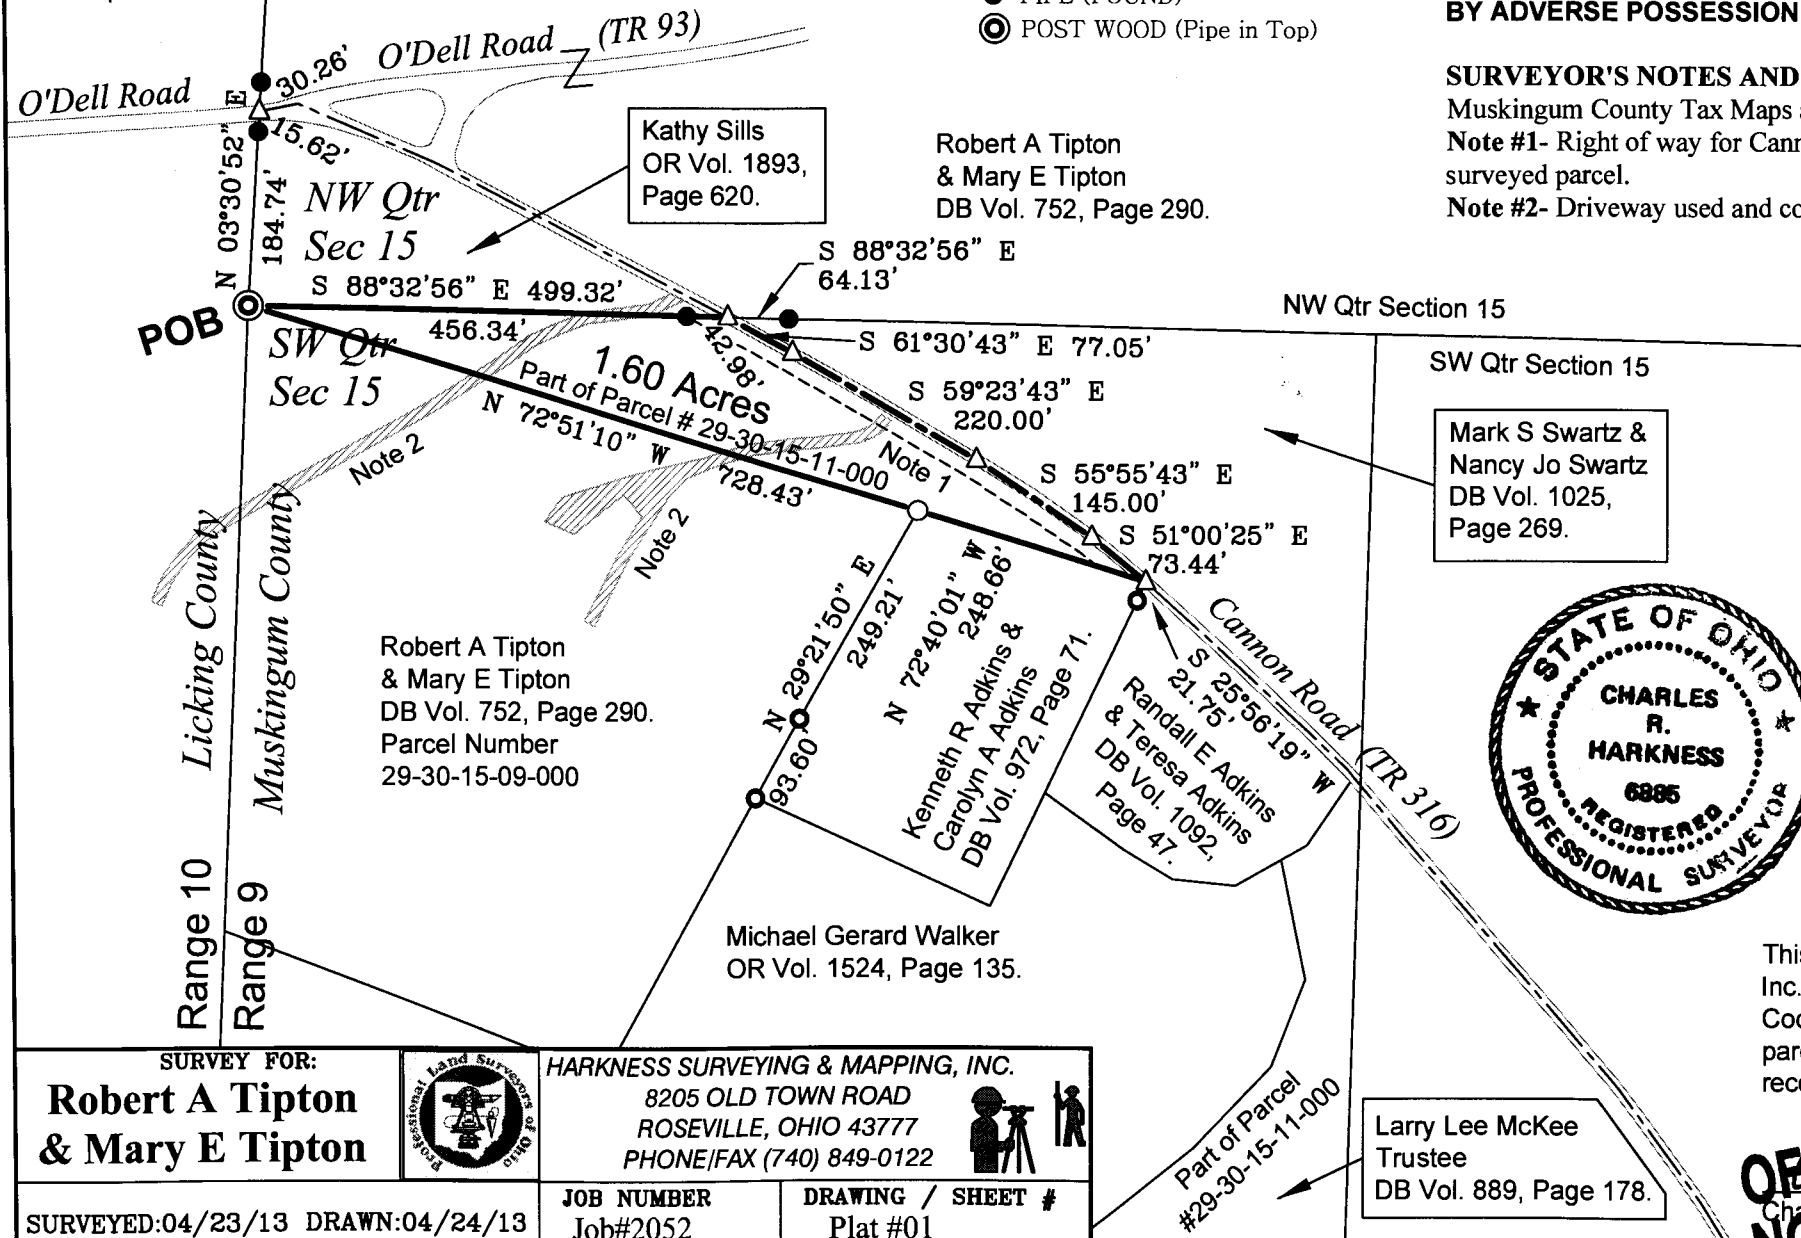 PIPE (FOUND)
POST WOOD (Pipe in Top)
BY ADVERSE POSSESSION
SURVEYOR'S NOTES AND
Muskingum County Tax Maps
Note #1- Right of way for
surveyed parcel.
Note #2- Driveway used and
O'Dell Road
O'Dell Road (TR 93)
30.26'
15.62'
N 03°30'52" E
184.74'
NW Qtr
Sec 15
Kathy Sills
OR Vol. 1893,
Page 620.
Robert A Tipton
& Mary E Tipton
DB Vol. 752, Page 290.
S 88°32'56" E
64.13'
S 88°32'56" E 499.32'
456.34'
42.98'
POB
SW Qtr
Sec 15
1.60 Acres
Part of Parcel # 29-30-15-11-000
N 72°51'10" W
728.43'
Note 2
Note 2
Note 1
S 61°30'43" E 77.05'
S 59°23'43" E
220.00'
S 55°55'43" E
145.00'
S 51°00'25" E
73.44'
NW Qtr Section 15
SW Qtr Section 15
Mark S Swartz &
Nancy Jo Swartz
DB Vol. 1025,
Page 269.
Licking County
Muskingum County
Robert A Tipton
& Mary E Tipton
DB Vol. 752, Page 290.
Parcel Number
29-30-15-09-000
N 29°21'50" E
249.21'
93.60'
N 72°40'01" W
248.66'
Kenneth R Adkins &
Carolyn A Adkins
DB Vol. 972, Page 71.
S 25°56'19" W
21.75'
Randall E Adkins
& Teresa Adkins
DB Vol. 1092,
Page 47.
Cannon Road (TR 316)
STATE OF OHIO
CHARLES
R.
HARKNESS
6885
REGISTERED
PROFESSIONAL SURVEYOR
Range 10
Range 9
Michael Gerard Walker
OR Vol. 1524, Page 135.
Inc.
Part of Parcel
#29-30-15-11-000
Larry Lee McKee
Trustee
DB Vol. 889, Page 178.
SURVEY FOR:
Robert A Tipton
& Mary E Tipton
Professional Land Surveyors of Ohio
HARKNESS SURVEYING & MAPPING, INC.
8205 OLD TOWN ROAD
ROSEVILLE, OHIO 43777
PHONE/FAX (740) 849-0122
SURVEYED:04/23/13 DRAWN:04/24/13
JOB NUMBER
Job#2052
DRAWING / SHEET #
Plat #01